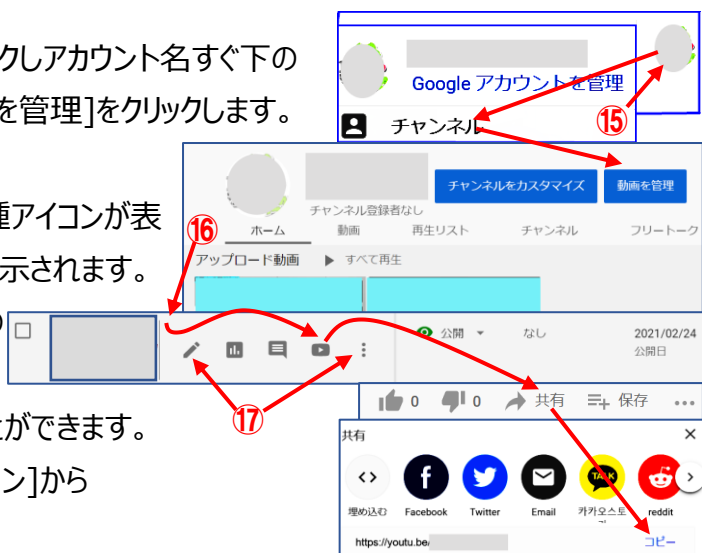 クしアカウント名すぐ下の
を管理]をクリックします。
Google アカウントを管理
チャンネル
⑮
チャンネルをカスタマイズ
動画を管理
チャンネル登録者なし
ホーム 動画 再生リスト チャンネル フリートーク
アップロード動画 ▶ すべて再生
種アイコンが表
示されます。
の
⑯
公開 なし 2021/02/24
公開日
⑰
とができます。
ン]から
0 0 共有 保存
共有
埋め込む Facebook Twitter Email 카카오스토 reddit
TALK
https://youtu.be/ コピー